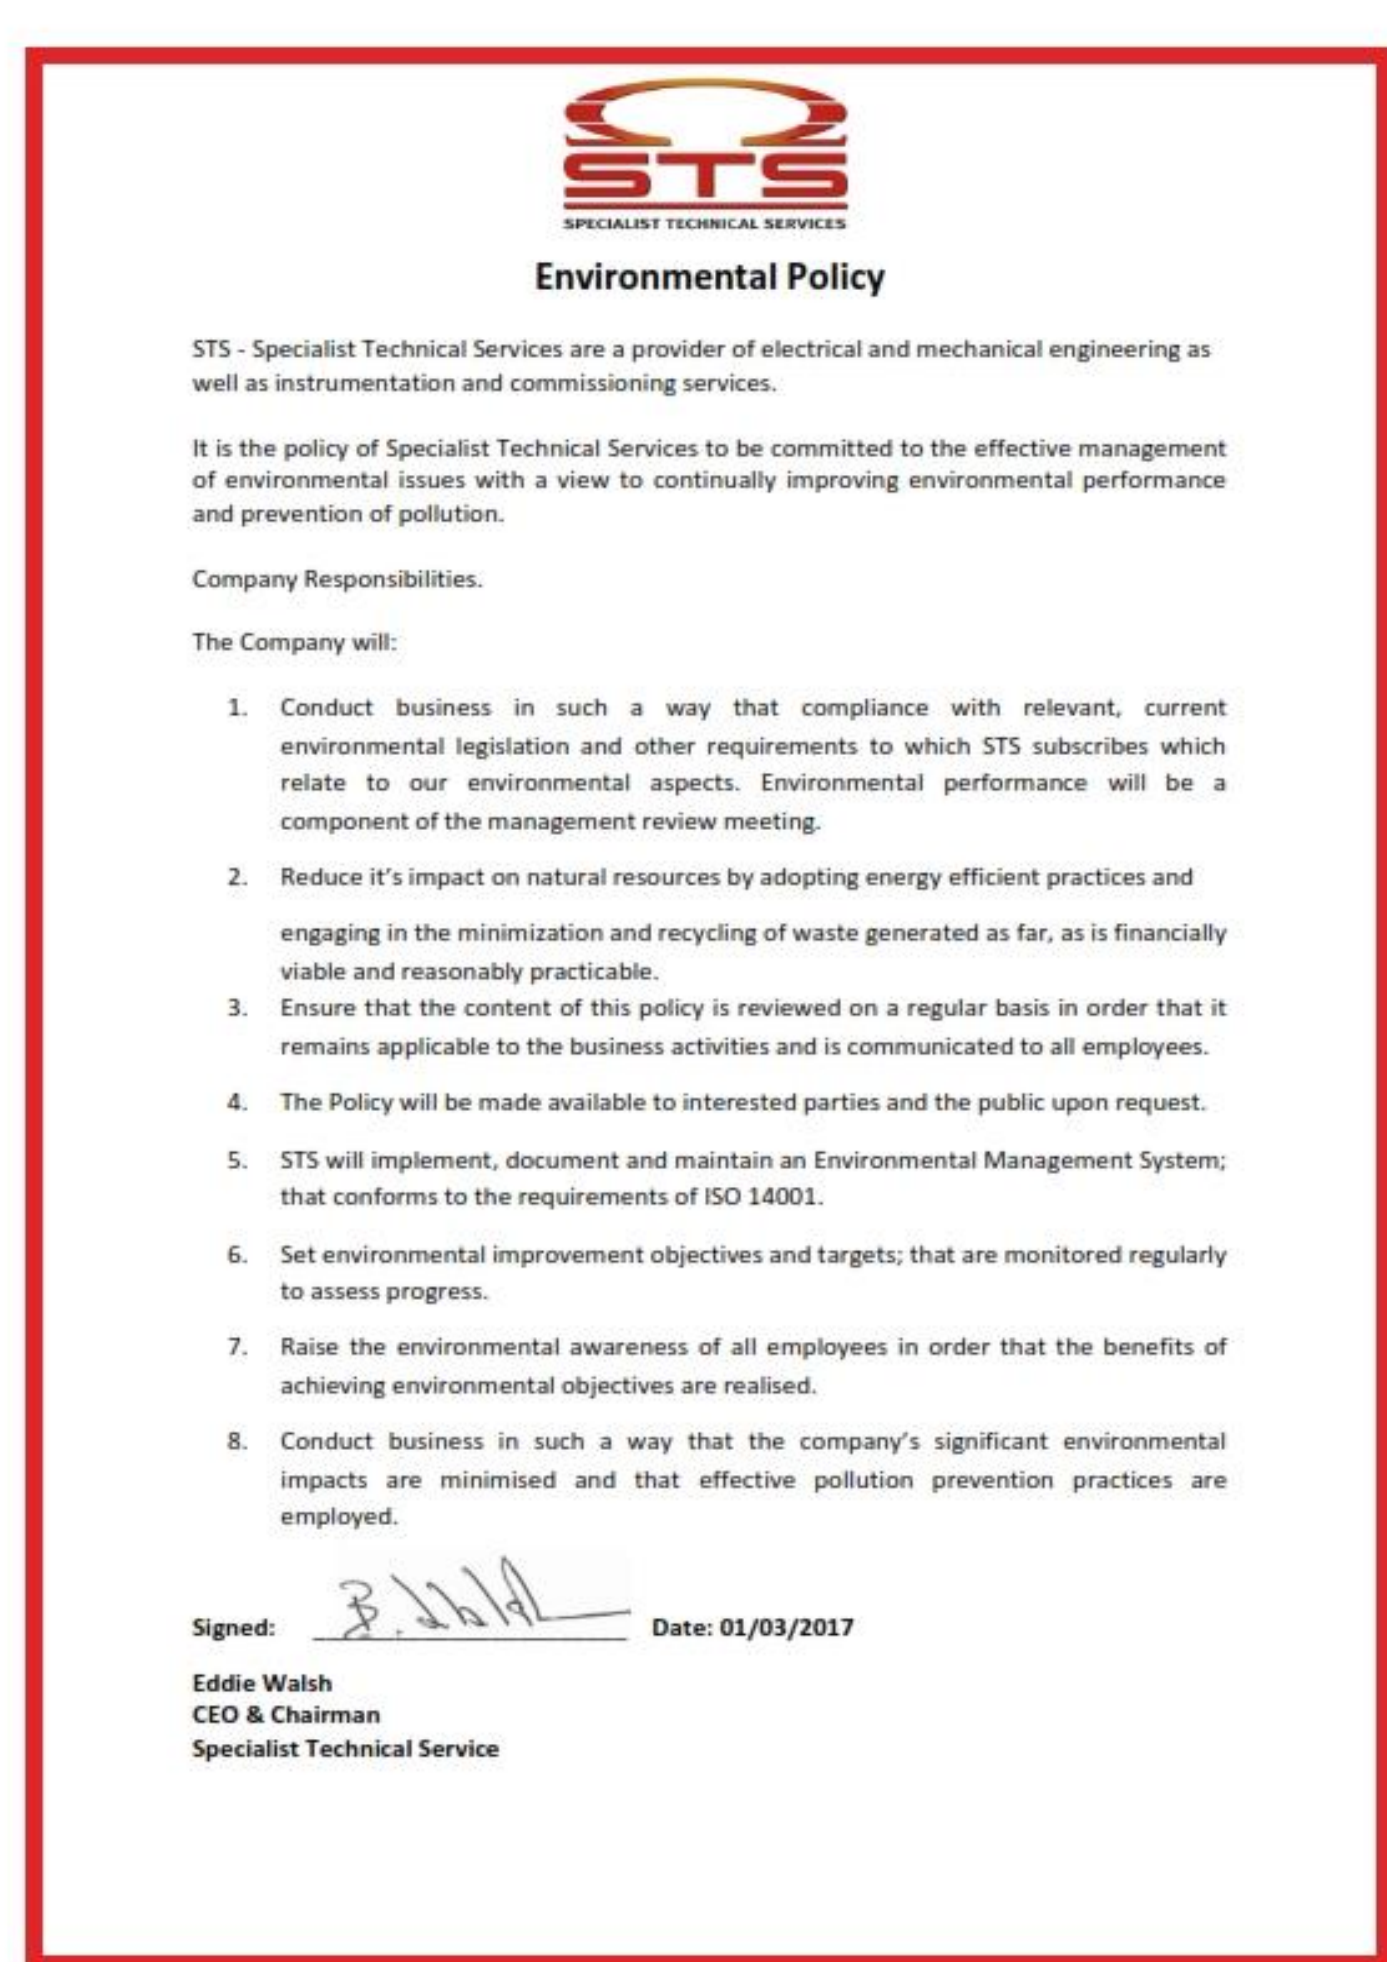 STS
SPECIALIST TECHNICAL SERVICES
Environmental Policy
STS - Specialist Technical Services are a provider of electrical and mechanical engineering as
well as instrumentation and commissioning services.
It is the policy of Specialist Technical Services to be committed to the effective management
of environmental issues with a view to continually improving environmental performance
and prevention of pollution.
Company Responsibilities.
The Company will:
1. Conduct business in such a way that compliance with relevant, current
environmental legislation and other requirements to which STS subscribes which
relate to our environmental aspects. Environmental performance will be a
component of the management review meeting.
2. Reduce it's impact on natural resources by adopting energy efficient practices and
engaging in the minimization and recycling of waste generated as far, as is financially
viable and reasonably practicable.
3. Ensure that the content of this policy is reviewed on a regular basis in order that it
remains applicable to the business activities and is communicated to all employees.
4. The Policy will be made available to interested parties and the public upon request.
5. STS will implement, document and maintain an Environmental Management System;
that conforms to the requirements of ISO 14001.
6. Set environmental improvement objectives and targets; that are monitored regularly
to assess progress.
7. Raise the environmental awareness of all employees in order that the benefits of
achieving environmental objectives are realised.
8. Conduct business in such a way that the company's significant environmental
impacts are minimised and that effective pollution prevention practices are
employed.
Signed: Date: 01/03/2017
Eddie Walsh
CEO & Chairman
Specialist Technical Service